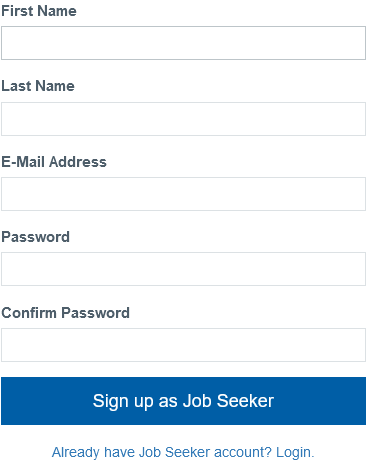 First Name
Last Name
E-Mail Address
Password
Confirm Password
Sign up as Job Seeker
Already have Job Seeker account? Login.